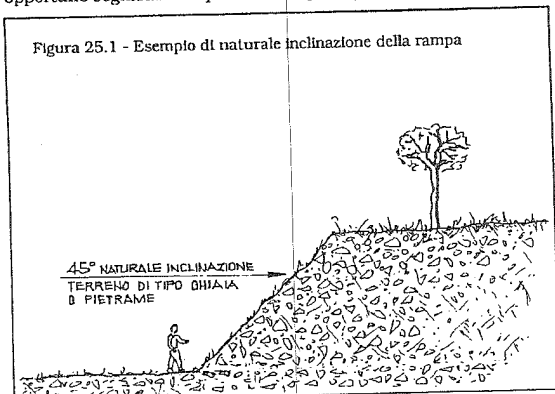 Figura 25.1 - Esempio di naturale inclinazione della rampa
45° NATURALE INCLINAZIONE
TERRENO DI TIPO GHIAIA
O PIETRAME